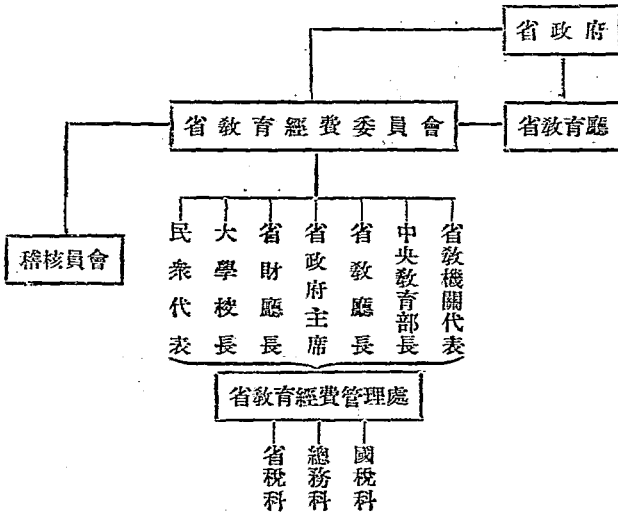 省政府
省教育經費委員會
省教育廳
稽核員會
省教機關代表
中央教育部長
省教廳長
省政府主席
省財廳長
大學校長
民衆代表
省教育經費管理處
國稅科
總務科
省稅科